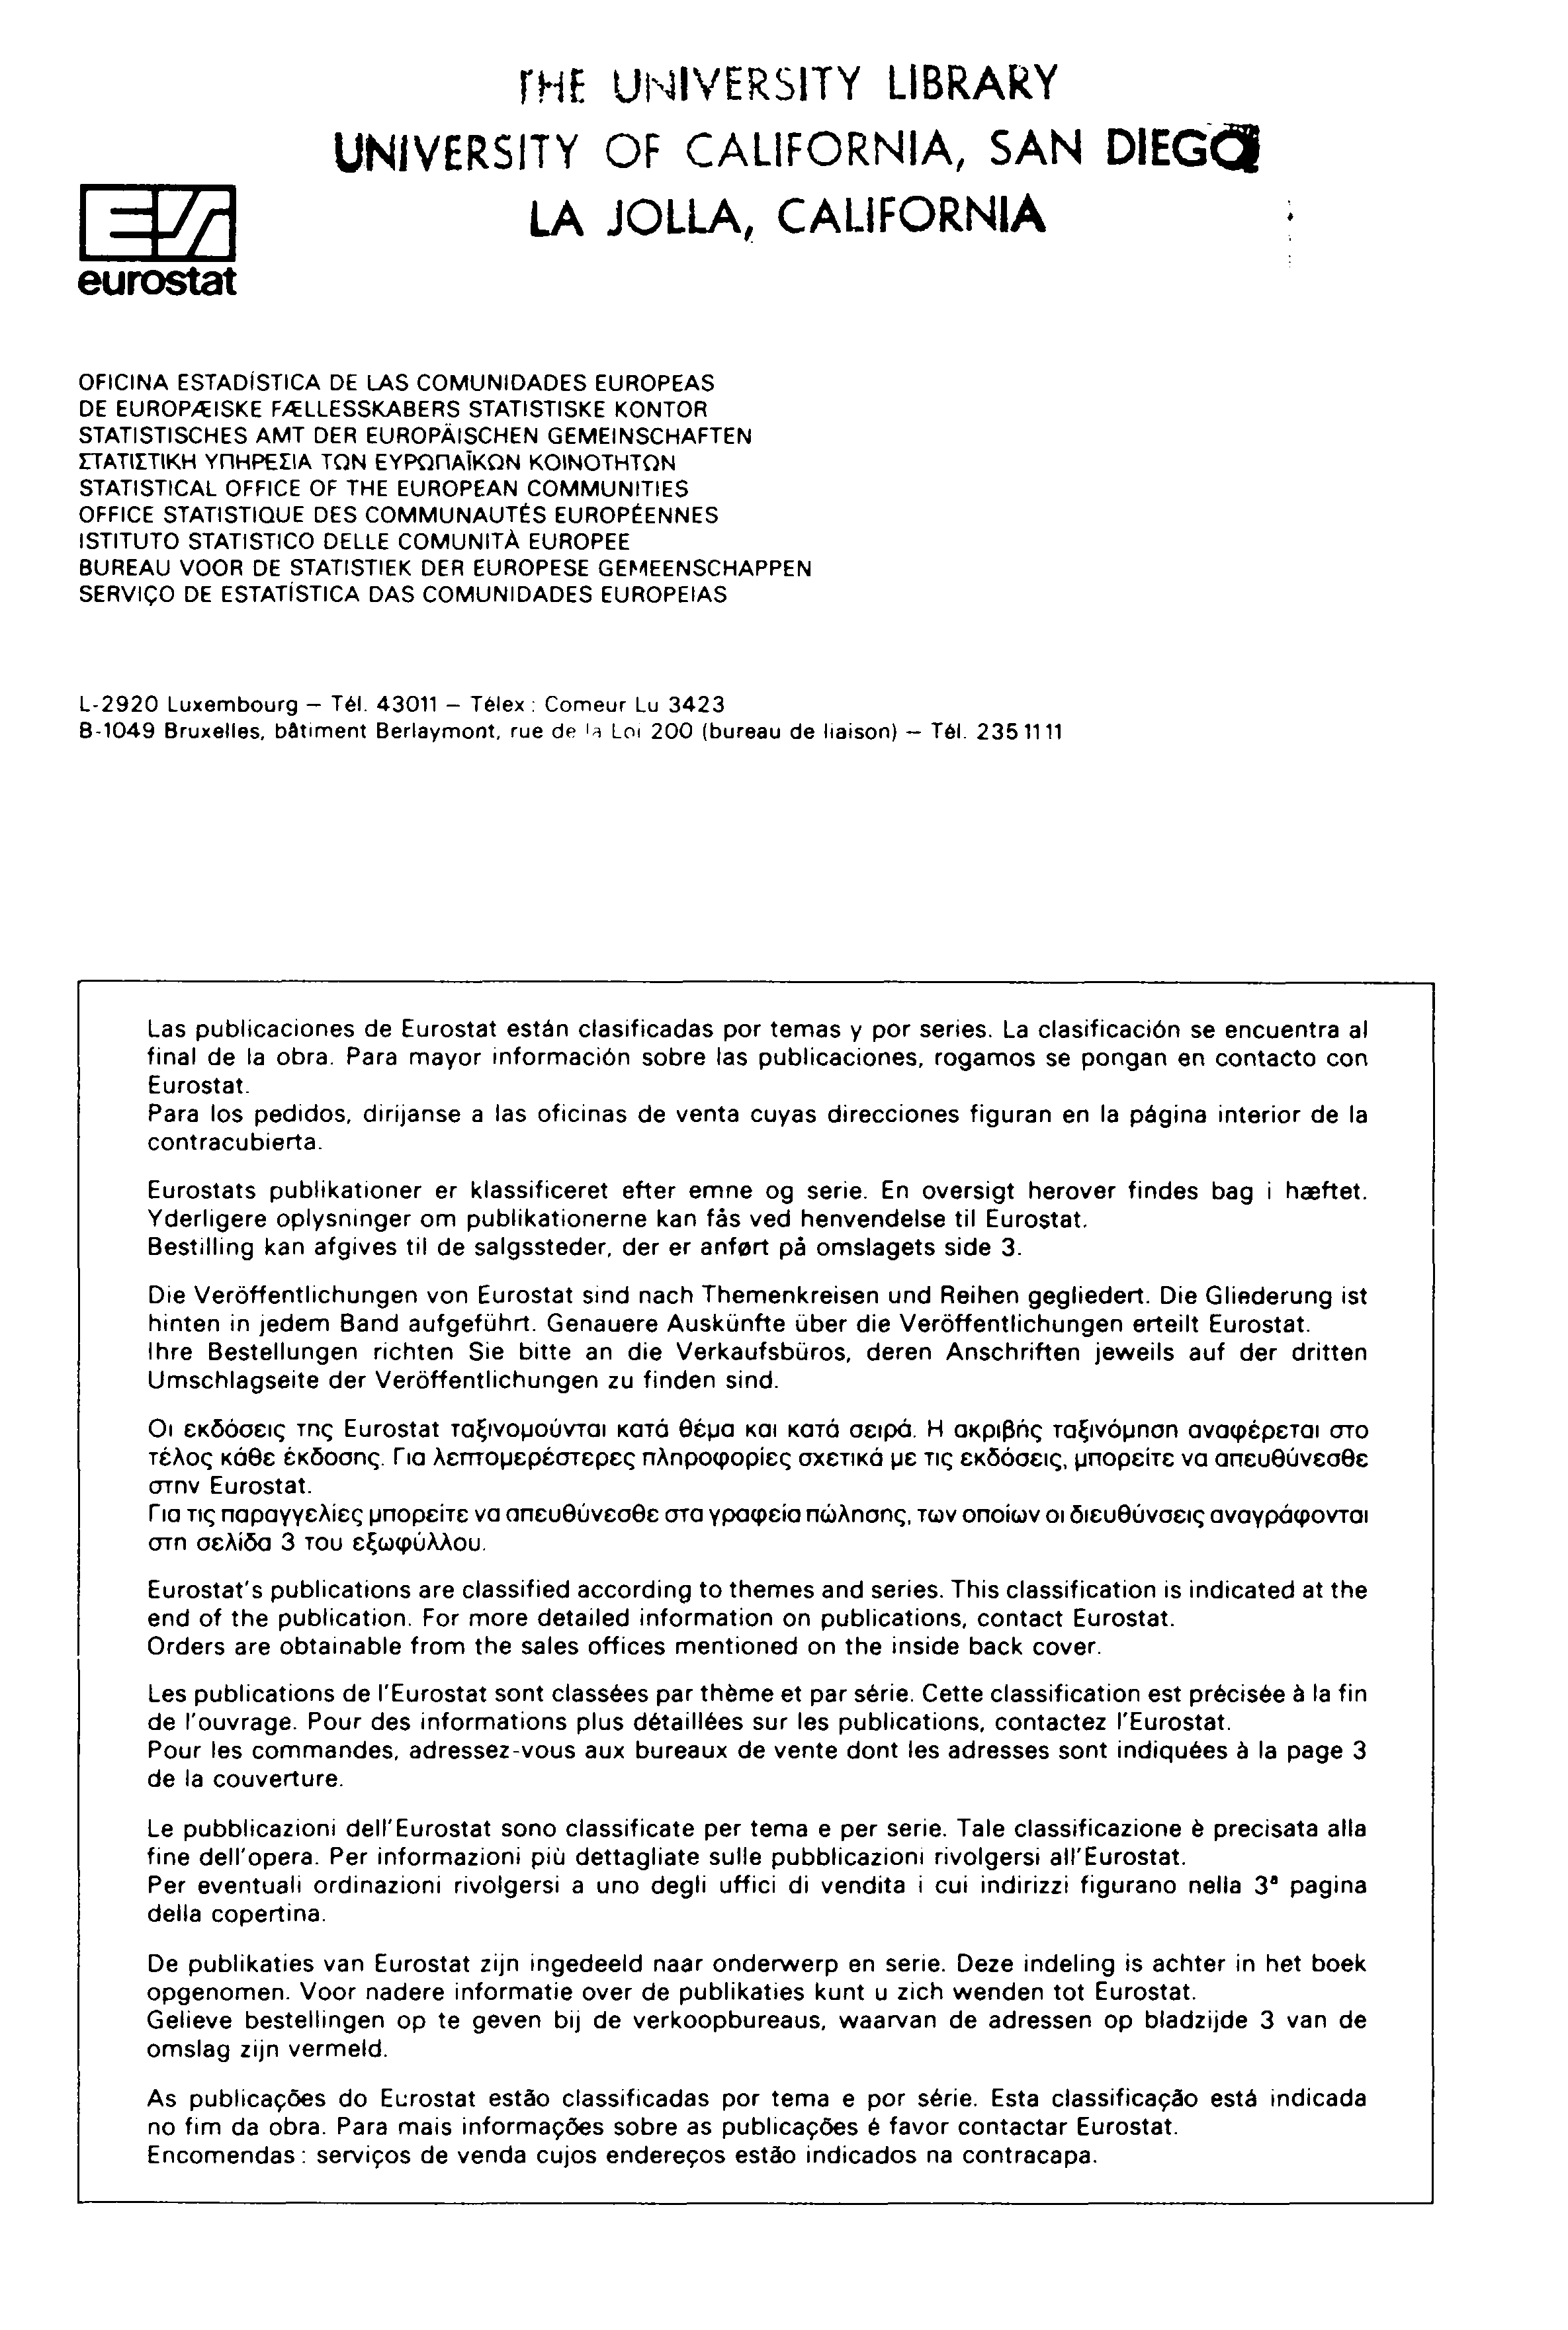 THE UNIVERSITY LIBRARY
UNIVERSITY OF CALIFORNIA, SAN DIEGO
LA JOLLA, CALIFORNIA
eurostat
OFICINA ESTADÍSTICA DE LAS COMUNIDADES EUROPEAS
DE EUROPÆISKE FÆLLESSKABERS STATISTISKE KONTOR
STATISTISCHES AMT DER EUROPÄISCHEN GEMEINSCHAFTEN
ΣΤΑΤΙΣΤΙΚΗ ΥΠΗΡΕΣΙΑ ΤΩΝ ΕΥΡΩΠΑΪΚΩΝ ΚΟΙΝΟΤΗΤΩΝ
STATISTICAL OFFICE OF THE EUROPEAN COMMUNITIES
OFFICE STATISTIQUE DES COMMUNAUTÉS EUROPÉENNES
ISTITUTO STATISTICO DELLE COMUNITÀ EUROPEE
BUREAU VOOR DE STATISTIEK DER EUROPESE GEMEENSCHAPPEN
SERVIÇO DE ESTATÍSTICA DAS COMUNIDADES EUROPEIAS
L-2920 Luxembourg — Tél. 43011 — Télex : Comeur Lu 3423
B-1049 Bruxelles, bâtiment Berlaymont, rue de la Loi 200 (bureau de liaison) — Tél. 235 11 11
Las publicaciones de Eurostat están clasificadas por temas y por series. La clasificación se encuentra al
final de la obra. Para mayor información sobre las publicaciones, rogamos se pongan en contacto con
Eurostat.
Para los pedidos, dirijanse a las oficinas de venta cuyas direcciones figuran en la página interior de la
contracubierta.
Eurostats publikationer er klassificeret efter emne og serie. En oversigt herover findes bag i hæftet.
Yderligere oplysninger om publikationerne kan fås ved henvendelse til Eurostat.
Bestilling kan afgives til de salgssteder, der er anført på omslagets side 3.
Die Veröffentlichungen von Eurostat sind nach Themenkreisen und Reihen gegliedert. Die Gliederung ist
hinten in jedem Band aufgeführt. Genauere Auskünfte über die Veröffentlichungen erteilt Eurostat.
Ihre Bestellungen richten Sie bitte an die Verkaufsbüros, deren Anschriften jeweils auf der dritten
Umschlagseite der Veröffentlichungen zu finden sind.
Οι εκδόσεις της Eurostat ταξινομούνται κατά θέμα και κατά σειρά. Η ακριβής ταξινόμηση αναφέρεται στο
τέλος κάθε έκδοσης. Για λεπτομερέστερες πληροφορίες σχετικά με τις εκδόσεις, μπορείτε να απευθύνεσθε
στην Eurostat.
Για τις παραγγελίες μπορείτε να απευθύνεσθε στα γραφεία πώλησης, των οποίων οι διευθύνσεις αναγράφονται
στη σελίδα 3 του εξωφύλλου.
Eurostat's publications are classified according to themes and series. This classification is indicated at the
end of the publication. For more detailed information on publications, contact Eurostat.
Orders are obtainable from the sales offices mentioned on the inside back cover.
Les publications de l'Eurostat sont classées par thème et par série. Cette classification est précisée à la fin
de l'ouvrage. Pour des informations plus détaillées sur les publications, contactez l'Eurostat.
Pour les commandes, adressez-vous aux bureaux de vente dont les adresses sont indiquées à la page 3
de la couverture.
Le pubblicazioni dell'Eurostat sono classificate per tema e per serie. Tale classificazione è precisata alla
fine dell'opera. Per informazioni più dettagliate sulle pubblicazioni rivolgersi all'Eurostat.
Per eventuali ordinazioni rivolgersi a uno degli uffici di vendita i cui indirizzi figurano nella 3ª pagina
della copertina.
De publikaties van Eurostat zijn ingedeeld naar onderwerp en serie. Deze indeling is achter in het boek
opgenomen. Voor nadere informatie over de publikaties kunt u zich wenden tot Eurostat.
Gelieve bestellingen op te geven bij de verkoopbureaus, waarvan de adressen op bladzijde 3 van de
omslag zijn vermeld.
As publicações do Eurostat estão classificadas por tema e por série. Esta classificação está indicada
no fim da obra. Para mais informações sobre as publicações é favor contactar Eurostat.
Encomendas : serviços de venda cujos endereços estão indicados na contracapa.